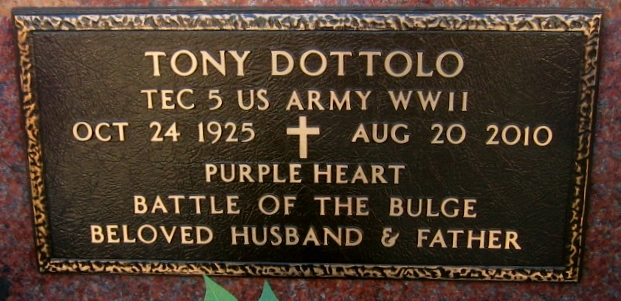 TONY DOTTOLO
TEC 5 US ARMY WWII
OCT 24 1925 AUG 20 2010
PURPLE HEART
BATTLE OF THE BULGE
BELOVED HUSBAND & FATHER